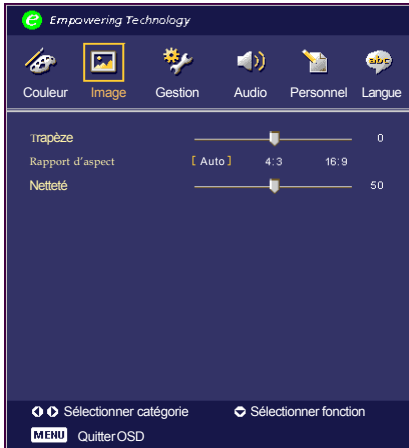 Empowering Technology
Couleur Image Gestion Audio Personnel Langue
abc
Trapèze 0
Rapport d'aspect [ Auto ] 4:3 16:9
Netteté 50
Sélectionner catégorie Sélectionner fonction
MENU Quitter OSD